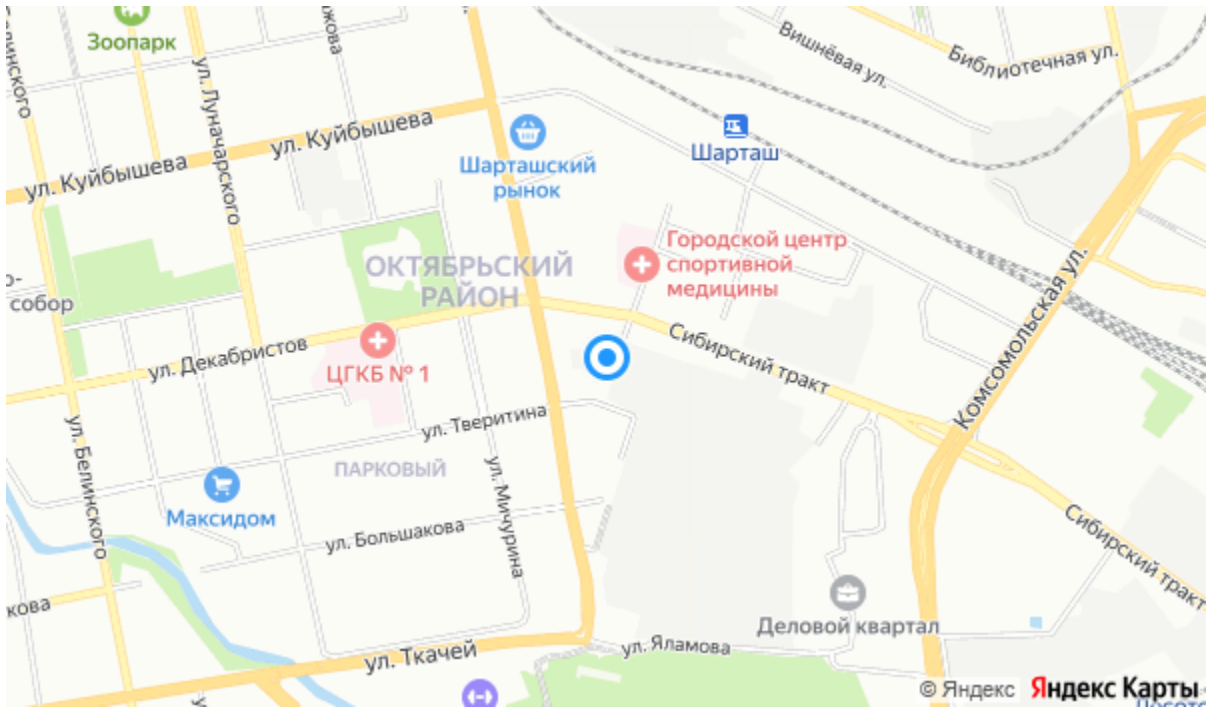 Зоопарк
ул. Луначарского
Вишнёвая ул.
Библиотечная ул.
ул. Куйбышева
ул. Куйбышева
Шарташский
рынок
Шарташ
Городской центр
спортивной
медицины
ОКТЯБРЬСКИЙ
РАЙОН
собор
ул. Декабристов
ЦГКБ № 1
Сибирский тракт
Комсомольская ул.
ул. Белинского
ул. Тверитина
ПАРКОВЫЙ
ул. Мичурина
Максидом
ул. Большакова
Сибирский тракт
кова
Деловой квартал
ул. Ткачей
ул. Яламова
© Яндекс Яндекс Карты